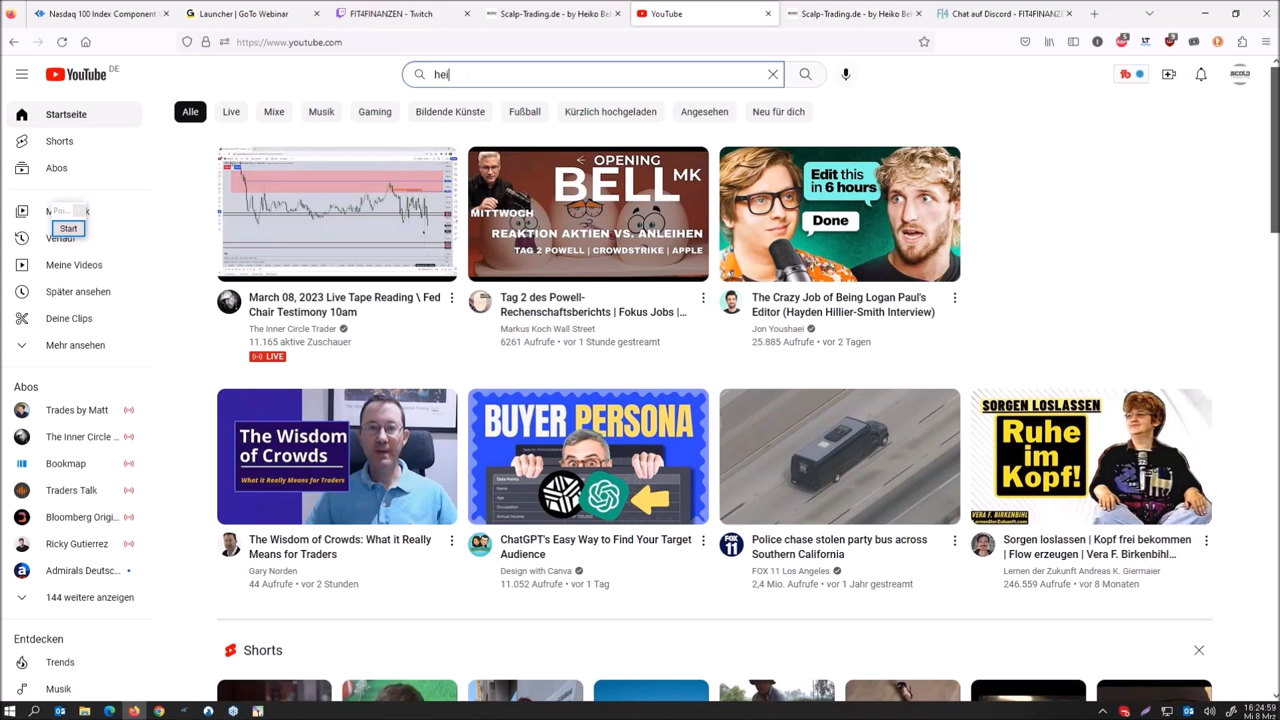 Nasdaq 100 Index Component W
Launcher | GoTo Webinar
FIT4FINANZEN - Twitch
Scalp-Trading.de - by Heiko Beh
YouTube
Scalp-Trading.de - by Heiko Beh
Chat auf Discord - FIT4FINANZE
https://www.youtube.com
YouTube DE
hei
Alle
Live
Mixe
Musik
Gaming
Bildende Künste
Fußball
Kürzlich hochgeladen
Angesehen
Neu für dich
Startseite
Shorts
Abos
Start
Verlauf
Meine Videos
Später ansehen
Deine Clips
Mehr ansehen
Abos
Trades by Matt
The Inner Circle ...
Bookmap
Traders Talk
Bloomberg Origi...
Ricky Gutierrez
Admirals Deutsc...
144 weitere anzeigen
Entdecken
Trends
Musik
OPENING
BELL MK
MITTWOCH
REAKTION AKTIEN VS. ANLEIHEN
TAG 2 POWELL | CROWDSTRIKE | APPLE
Edit this
in 6 hours
Done
March 08, 2023 Live Tape Reading \ Fed
Chair Testimony 10am
The Inner Circle Trader
11.165 aktive Zuschauer
LIVE
Tag 2 des Powell-
Rechenschaftsberichts | Fokus Jobs |...
Markus Koch Wall Street
6261 Aufrufe • vor 1 Stunde gestreamt
The Crazy Job of Being Logan Paul's
Editor (Hayden Hillier-Smith Interview)
Jon Youshaei
25.885 Aufrufe • vor 2 Tagen
The Wisdom
of Crowds
What it Really Means for Traders
BUYER PERSONA
SORGEN LOSLASSEN
Ruhe
im
Kopf!
VERA F. BIRKENBIHL
The Wisdom of Crowds: What it Really
Means for Traders
Gary Norden
44 Aufrufe • vor 2 Stunden
ChatGPT's Easy Way to Find Your Target
Audience
Design with Canva
11.052 Aufrufe • vor 1 Tag
FOX 11
Police chase stolen party bus across
Southern California
FOX 11 Los Angeles
2,4 Mio. Aufrufe • vor 1 Jahr gestreamt
Sorgen loslassen | Kopf frei bekommen
| Flow erzeugen | Vera F. Birkenbihl...
Lernen der Zukunft Andreas K. Giermaier
246.559 Aufrufe • vor 8 Monaten
Shorts
16:24:59
Mi 8 Mrz